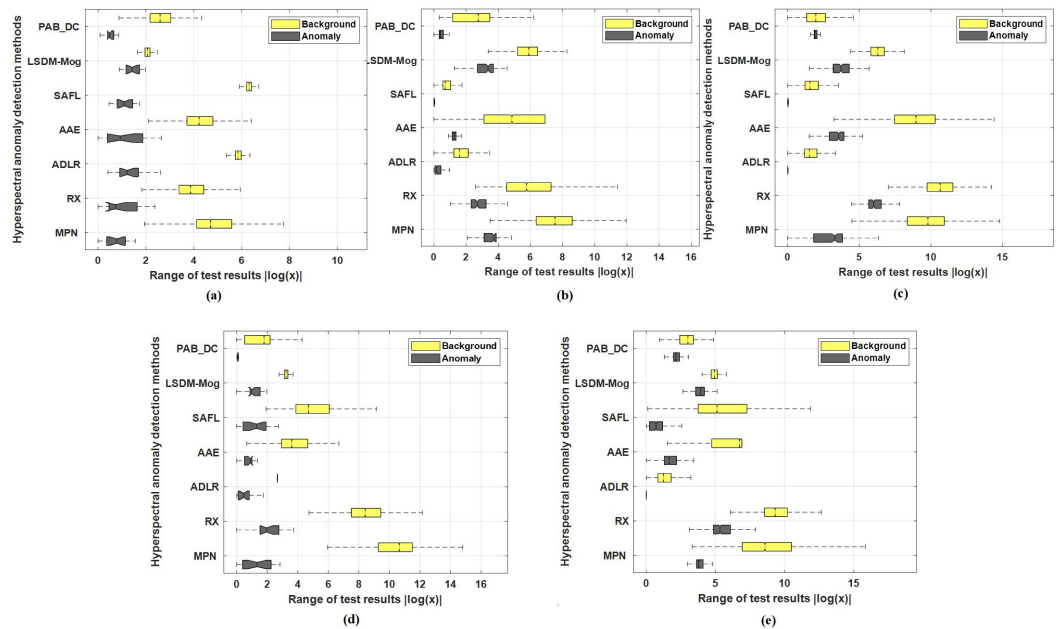 Hyperspectral anomaly detection methods
PAB_DC
LSDM-Mog
SAFL
AAE
ADLR
RX
MPN
Background
Anomaly
0 2 4 6 8 10
Range of test results |log(x)|
(a)
PAB_DC
LSDM-Mog
SAFL
AAE
ADLR
RX
MPN
Background
Anomaly
0 2 4 6 8 10 12 14 16
Range of test results |log(x)|
(b)
Hyperspectral anomaly detection methods
PAB_DC
LSDM-Mog
SAFL
AAE
ADLR
RX
MPN
Background
Anomaly
0 5 10 15
Range of test results |log(x)|
(c)
Hyperspectral anomaly detection methods
PAB_DC
LSDM-Mog
SAFL
AAE
ADLR
RX
MPN
Background
Anomaly
0 2 4 6 8 10 12 14 16
Range of test results |log(x)|
(d)
Hyperspectral anomaly detection methods
PAB_DC
LSDM-Mog
SAFL
AAE
ADLR
RX
MPN
Background
Anomaly
0 5 10 15
Range of test results |log(x)|
(e)